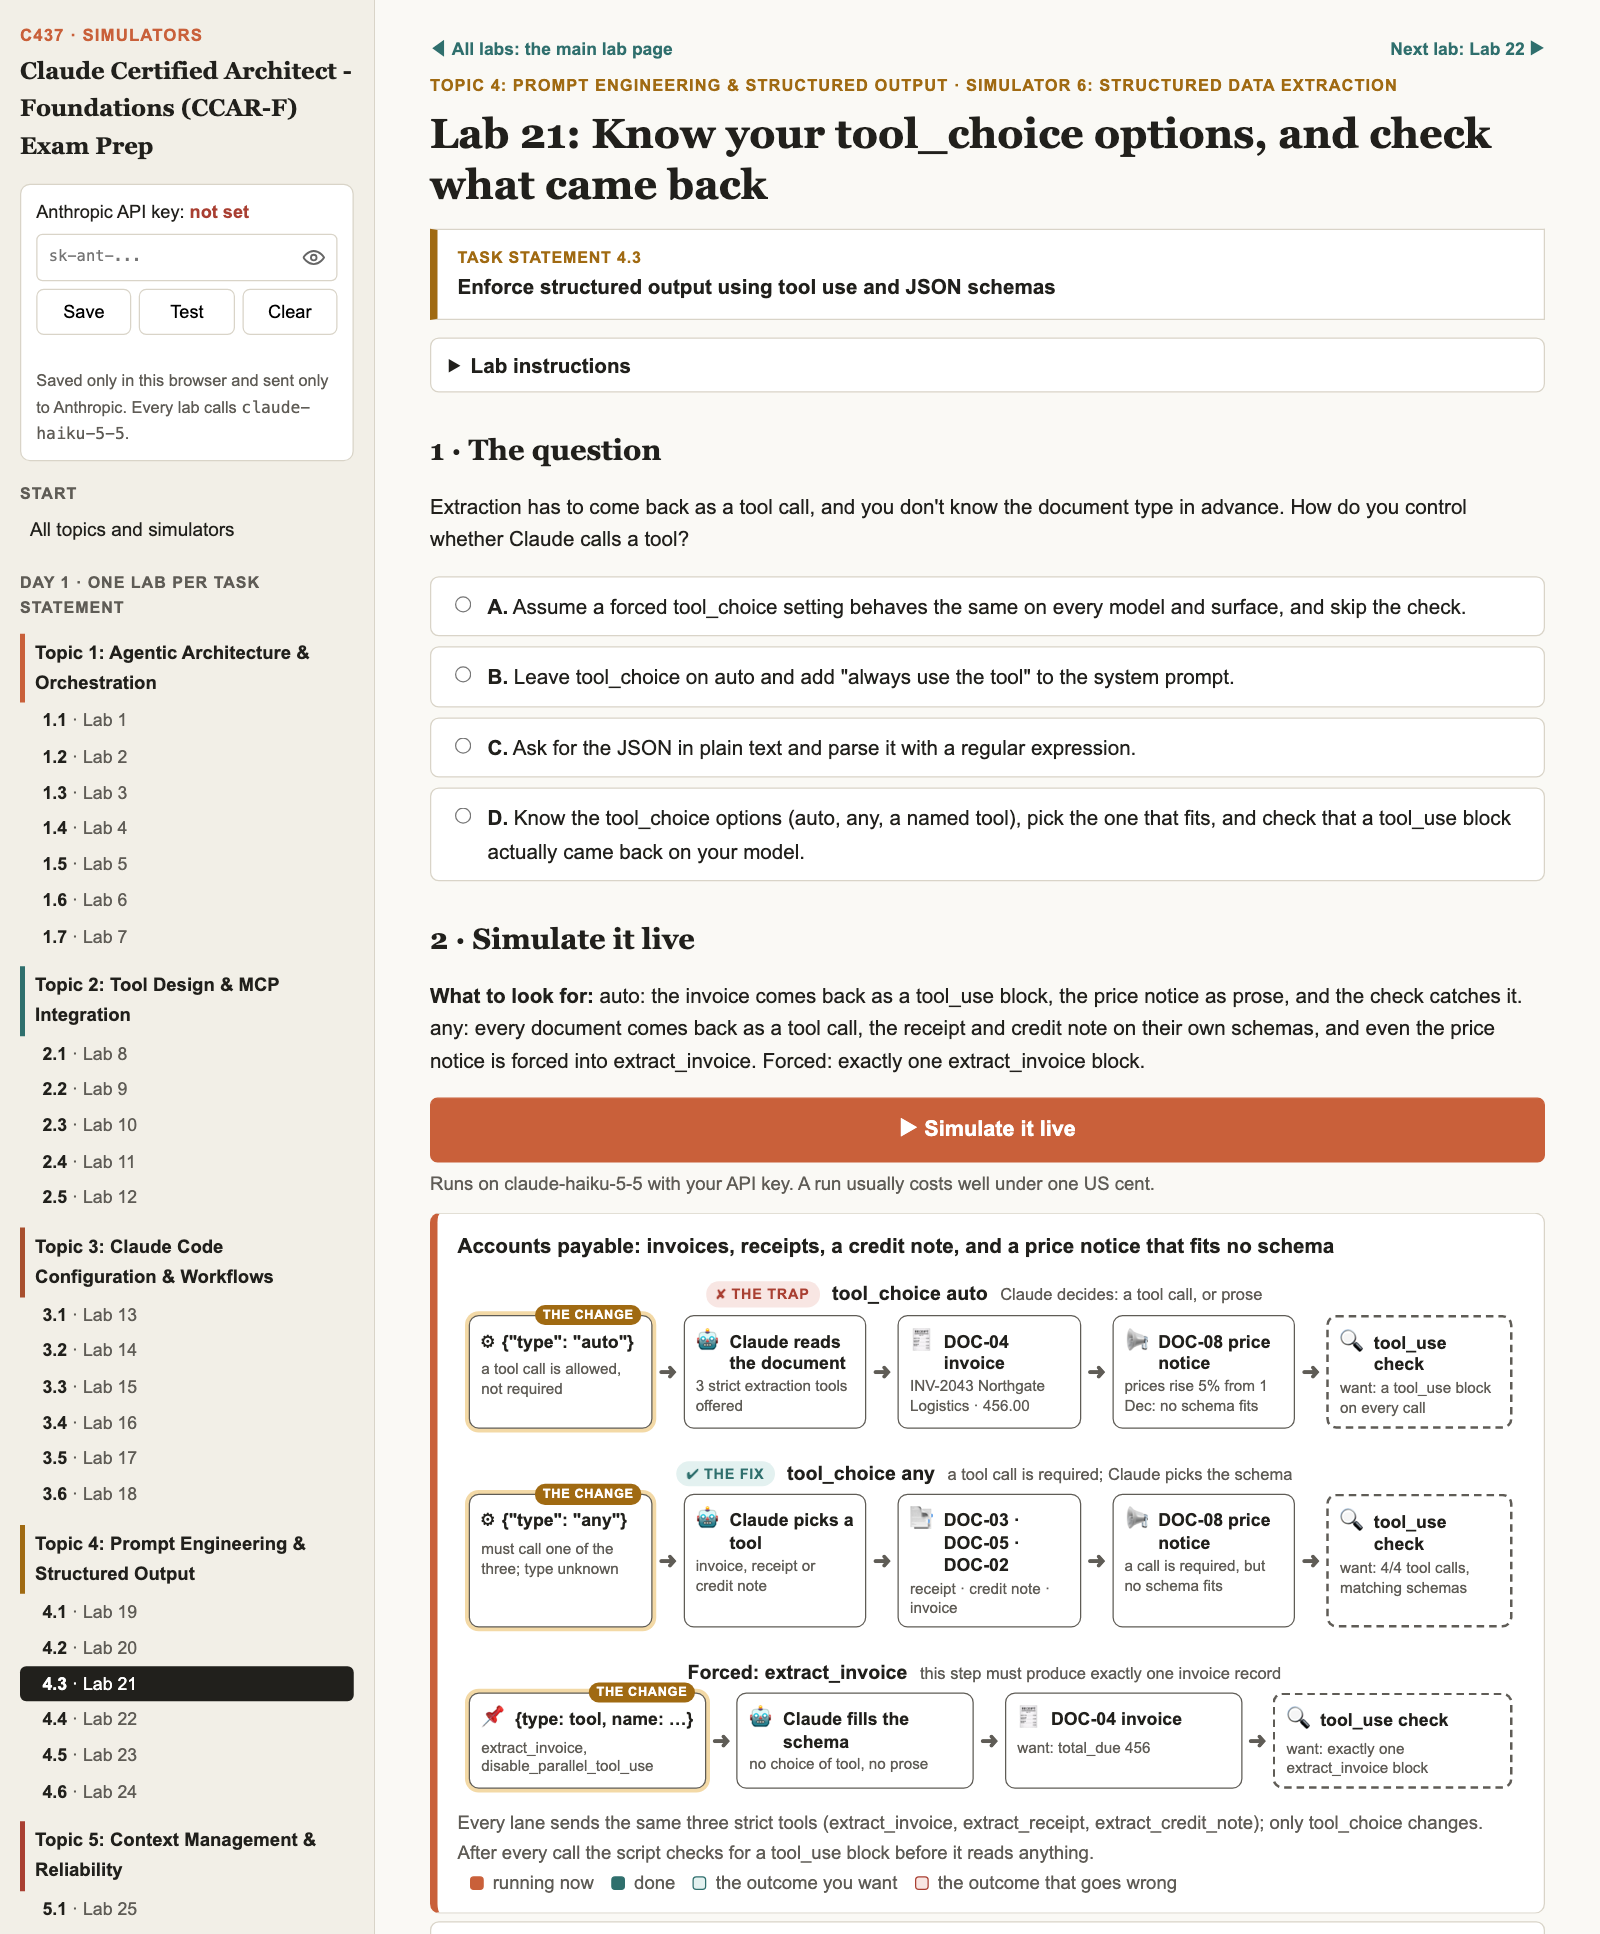 C437 · SIMULATORS
Claude Certified Architect -
Foundations (CCAR-F)
Exam Prep
Anthropic API key: not set
sk-ant-...
Save
Test
Clear
Saved only in this browser and sent only
to Anthropic. Every lab calls claude-
haiku-5-5.
START
All topics and simulators
DAY 1 · ONE LAB PER TASK
STATEMENT
Topic 1: Agentic Architecture &
Orchestration
1.1 · Lab 1
1.2 · Lab 2
1.3 · Lab 3
1.4 · Lab 4
1.5 · Lab 5
1.6 · Lab 6
1.7 · Lab 7
Topic 2: Tool Design & MCP
Integration
2.1 · Lab 8
2.2 · Lab 9
2.3 · Lab 10
2.4 · Lab 11
2.5 · Lab 12
Topic 3: Claude Code
Configuration & Workflows
3.1 · Lab 13
3.2 · Lab 14
3.3 · Lab 15
3.4 · Lab 16
3.5 · Lab 17
3.6 · Lab 18
Topic 4: Prompt Engineering &
Structured Output
4.1 · Lab 19
4.2 · Lab 20
4.3 · Lab 21
4.4 · Lab 22
4.5 · Lab 23
4.6 · Lab 24
Topic 5: Context Management &
Reliability
5.1 · Lab 25
◀ All labs: the main lab page
Next lab: Lab 22 ▶
TOPIC 4: PROMPT ENGINEERING & STRUCTURED OUTPUT · SIMULATOR 6: STRUCTURED DATA EXTRACTION
Lab 21: Know your tool_choice options, and check
what came back
TASK STATEMENT 4.3
Enforce structured output using tool use and JSON schemas
▶ Lab instructions
1 · The question
Extraction has to come back as a tool call, and you don't know the document type in advance. How do you control
whether Claude calls a tool?
A. Assume a forced tool_choice setting behaves the same on every model and surface, and skip the check.
B. Leave tool_choice on auto and add "always use the tool" to the system prompt.
C. Ask for the JSON in plain text and parse it with a regular expression.
D. Know the tool_choice options (auto, any, a named tool), pick the one that fits, and check that a tool_use block
actually came back on your model.
2 · Simulate it live
What to look for: auto: the invoice comes back as a tool_use block, the price notice as prose, and the check catches it.
any: every document comes back as a tool call, the receipt and credit note on their own schemas, and even the price
notice is forced into extract_invoice. Forced: exactly one extract_invoice block.
▶ Simulate it live
Runs on claude-haiku-5-5 with your API key. A run usually costs well under one US cent.
Accounts payable: invoices, receipts, a credit note, and a price notice that fits no schema
✘ THE TRAP tool_choice auto Claude decides: a tool call, or prose
THE CHANGE
⚙ {"type": "auto"}
a tool call is allowed,
not required
Claude reads
the document
3 strict extraction tools
offered
DOC-04
invoice
INV-2043 Northgate
Logistics · 456.00
DOC-08 price
notice
prices rise 5% from 1
Dec: no schema fits
tool_use
check
want: a tool_use block
on every call
✔ THE FIX tool_choice any a tool call is required; Claude picks the schema
THE CHANGE
⚙ {"type": "any"}
must call one of the
three; type unknown
Claude picks a
tool
invoice, receipt or
credit note
DOC-03 ·
DOC-05 ·
DOC-02
receipt · credit note ·
invoice
DOC-08 price
notice
a call is required, but
no schema fits
tool_use
check
want: 4/4 tool calls,
matching schemas
Forced: extract_invoice this step must produce exactly one invoice record
THE CHANGE
{type: tool, name: …}
extract_invoice,
disable_parallel_tool_use
Claude fills the
schema
no choice of tool, no prose
DOC-04 invoice
want: total_due 456
tool_use check
want: exactly one
extract_invoice block
Every lane sends the same three strict tools (extract_invoice, extract_receipt, extract_credit_note); only tool_choice changes.
After every call the script checks for a tool_use block before it reads anything.
running now
done
the outcome you want
the outcome that goes wrong